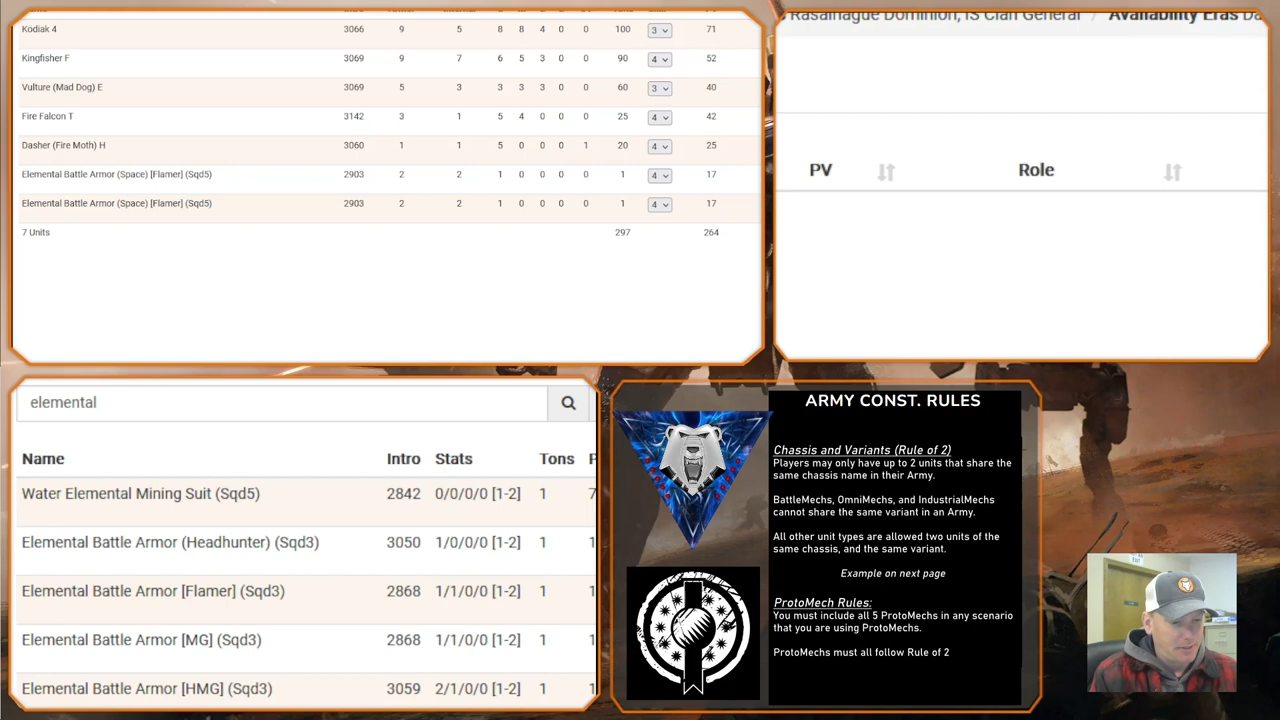 Kodiak 4 3066 9 5 8 8 4 0 0 100 3 71
Kingfisher F 3069 9 7 6 5 3 0 0 90 4 52
Vulture (Mad Dog) E 3069 5 3 3 3 3 0 0 60 3 40
Fire Falcon T 3142 3 1 5 4 0 0 0 25 4 42
Dasher (Fire Moth) H 3060 1 1 5 0 0 0 1 20 4 25
Elemental Battle Armor (Space) [Flamer] (Sqd5) 2903 2 2 1 0 0 0 0 1 4 17
Elemental Battle Armor (Space) [Flamer] (Sqd5) 2903 2 2 1 0 0 0 0 1 4 17
7 Units 297 264
Rasalhague Dominion, IS Clan General / Availability Eras
PV Role
elemental
Name Intro Stats Tons
Water Elemental Mining Suit (Sqd5) 2842 0/0/0/0 [1-2] 1 7
Elemental Battle Armor (Headhunter) (Sqd3) 3050 1/0/0/0 [1-2] 1
Elemental Battle Armor [Flamer] (Sqd3) 2868 1/1/0/0 [1-2] 1
Elemental Battle Armor [MG] (Sqd3) 2868 1/1/0/0 [1-2] 1
Elemental Battle Armor [HMG] (Sqd3) 3059 2/1/0/0 [1-2] 1
ARMY CONST. RULES
Chassis and Variants (Rule of 2)
Players may only have up to 2 units that share the
same chassis name in their Army.
BattleMechs, OmniMechs, and IndustrialMechs
cannot share the same variant in an Army.
All other unit types are allowed two units of the
same chassis, and the same variant.
Example on next page
ProtoMech Rules:
You must include all 5 ProtoMechs in any scenario
that you are using ProtoMechs.
ProtoMechs must all follow Rule of 2